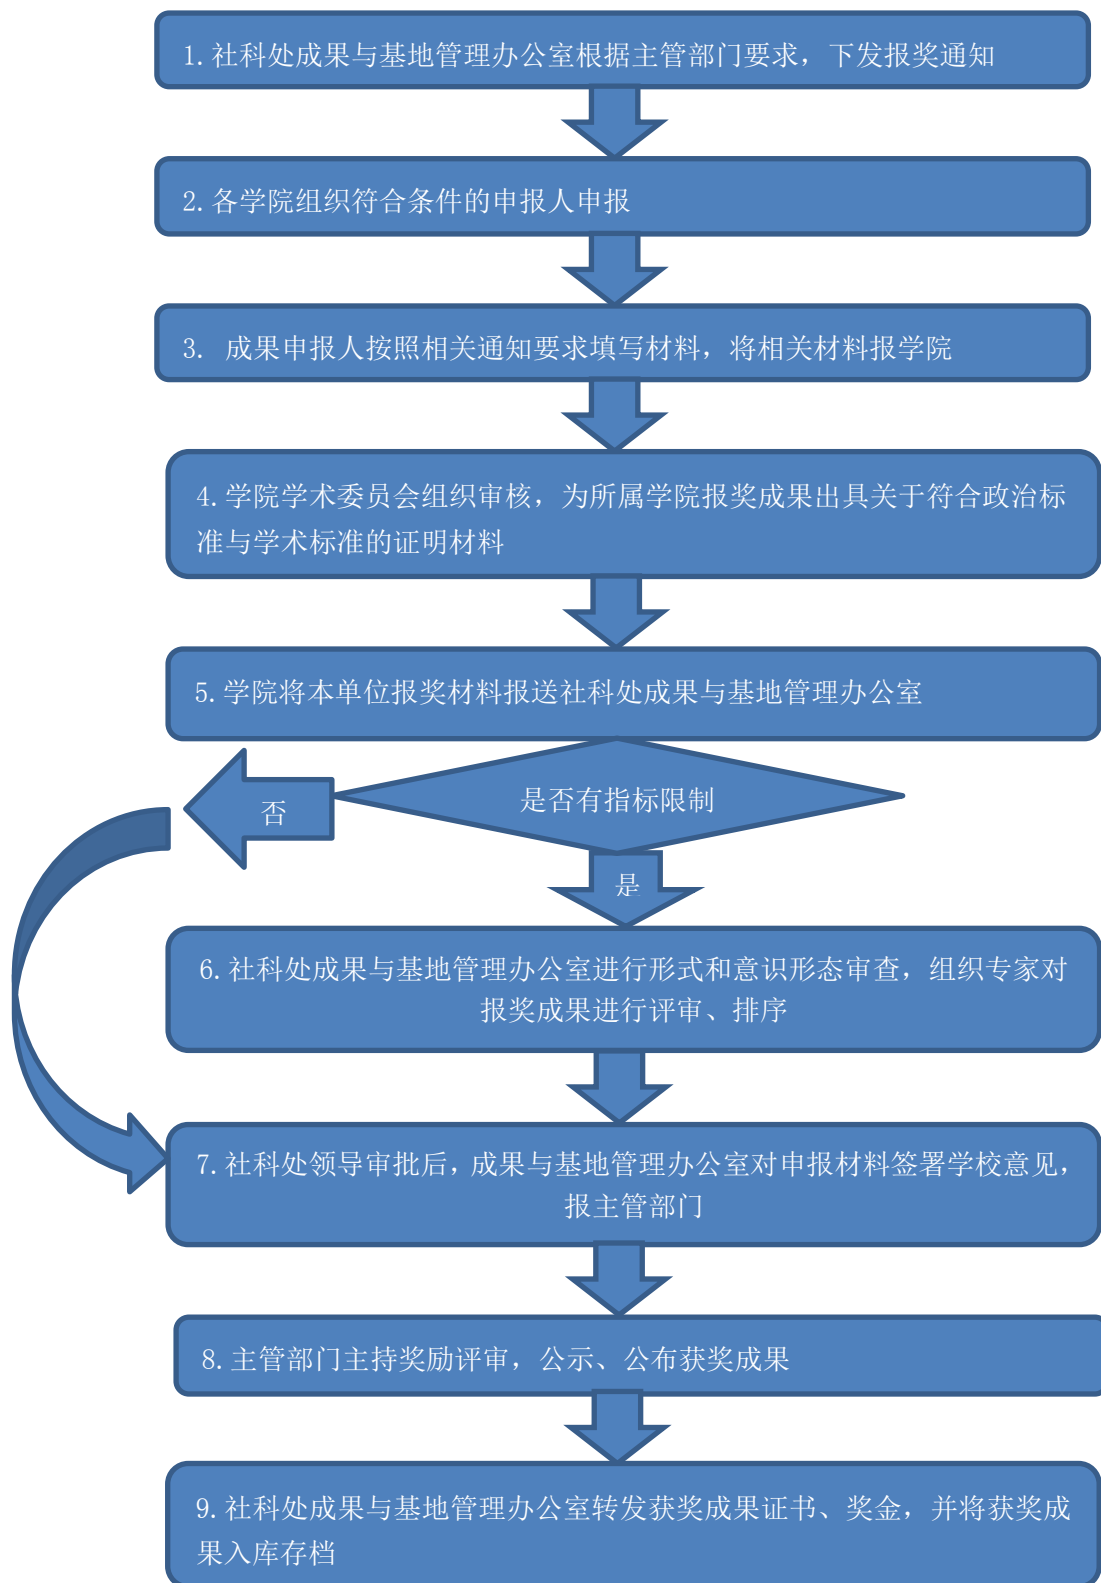 1.社科处成果与基地管理办公室根据主管部门要求，下发报奖通知
2.各学院组织符合条件的申报人申报
3. 成果申报人按照相关通知要求填写材料，将相关材料报学院
4.学院学术委员会组织审核，为所属学院报奖成果出具关于符合政治标
准与学术标准的证明材料
5.学院将本单位报奖材料报送社科处成果与基地管理办公室
是否有指标限制
否
是
6.社科处成果与基地管理办公室进行形式和意识形态审查，组织专家对
报奖成果进行评审、排序
7.社科处领导审批后，成果与基地管理办公室对申报材料签署学校意见，
报主管部门
8.主管部门主持奖励评审，公示、公布获奖成果
9.社科处成果与基地管理办公室转发获奖成果证书、奖金，并将获奖成
果入库存档